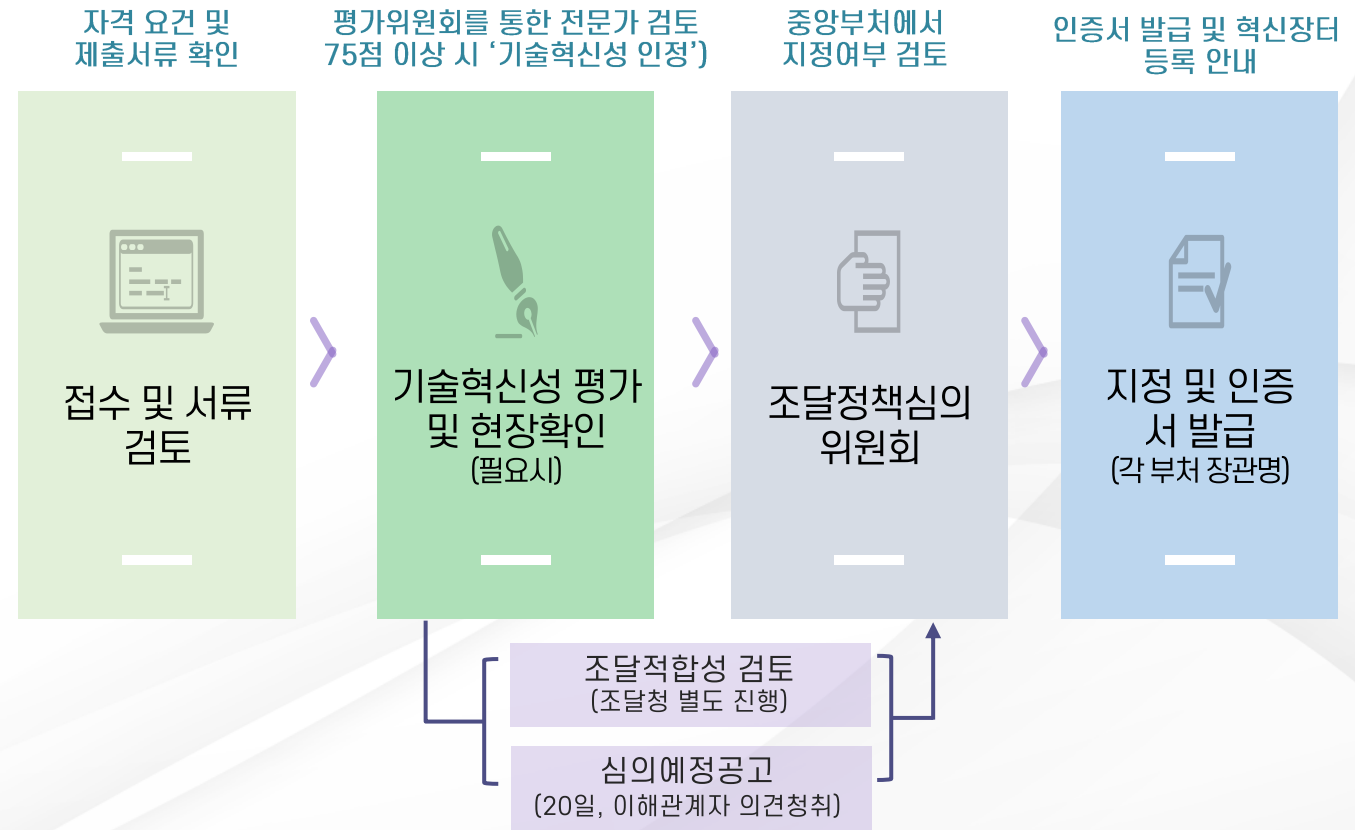 자격 요건 및
제출서류 확인
평가위원회를 통한 전문가 검토
75점 이상 시 ‘기술혁신성 인정’)
중앙부처에서
지정여부 검토
인증서 발급 및 혁신장터
등록 안내
접수 및 서류
검토
기술혁신성 평가
및 현장확인
(필요시)
조달정책심의
위원회
지정 및 인증
서 발급
(각 부처 장관명)
조달적합성 검토
(조달청 별도 진행)
심의예정공고
(20일, 이해관계자 의견청취)